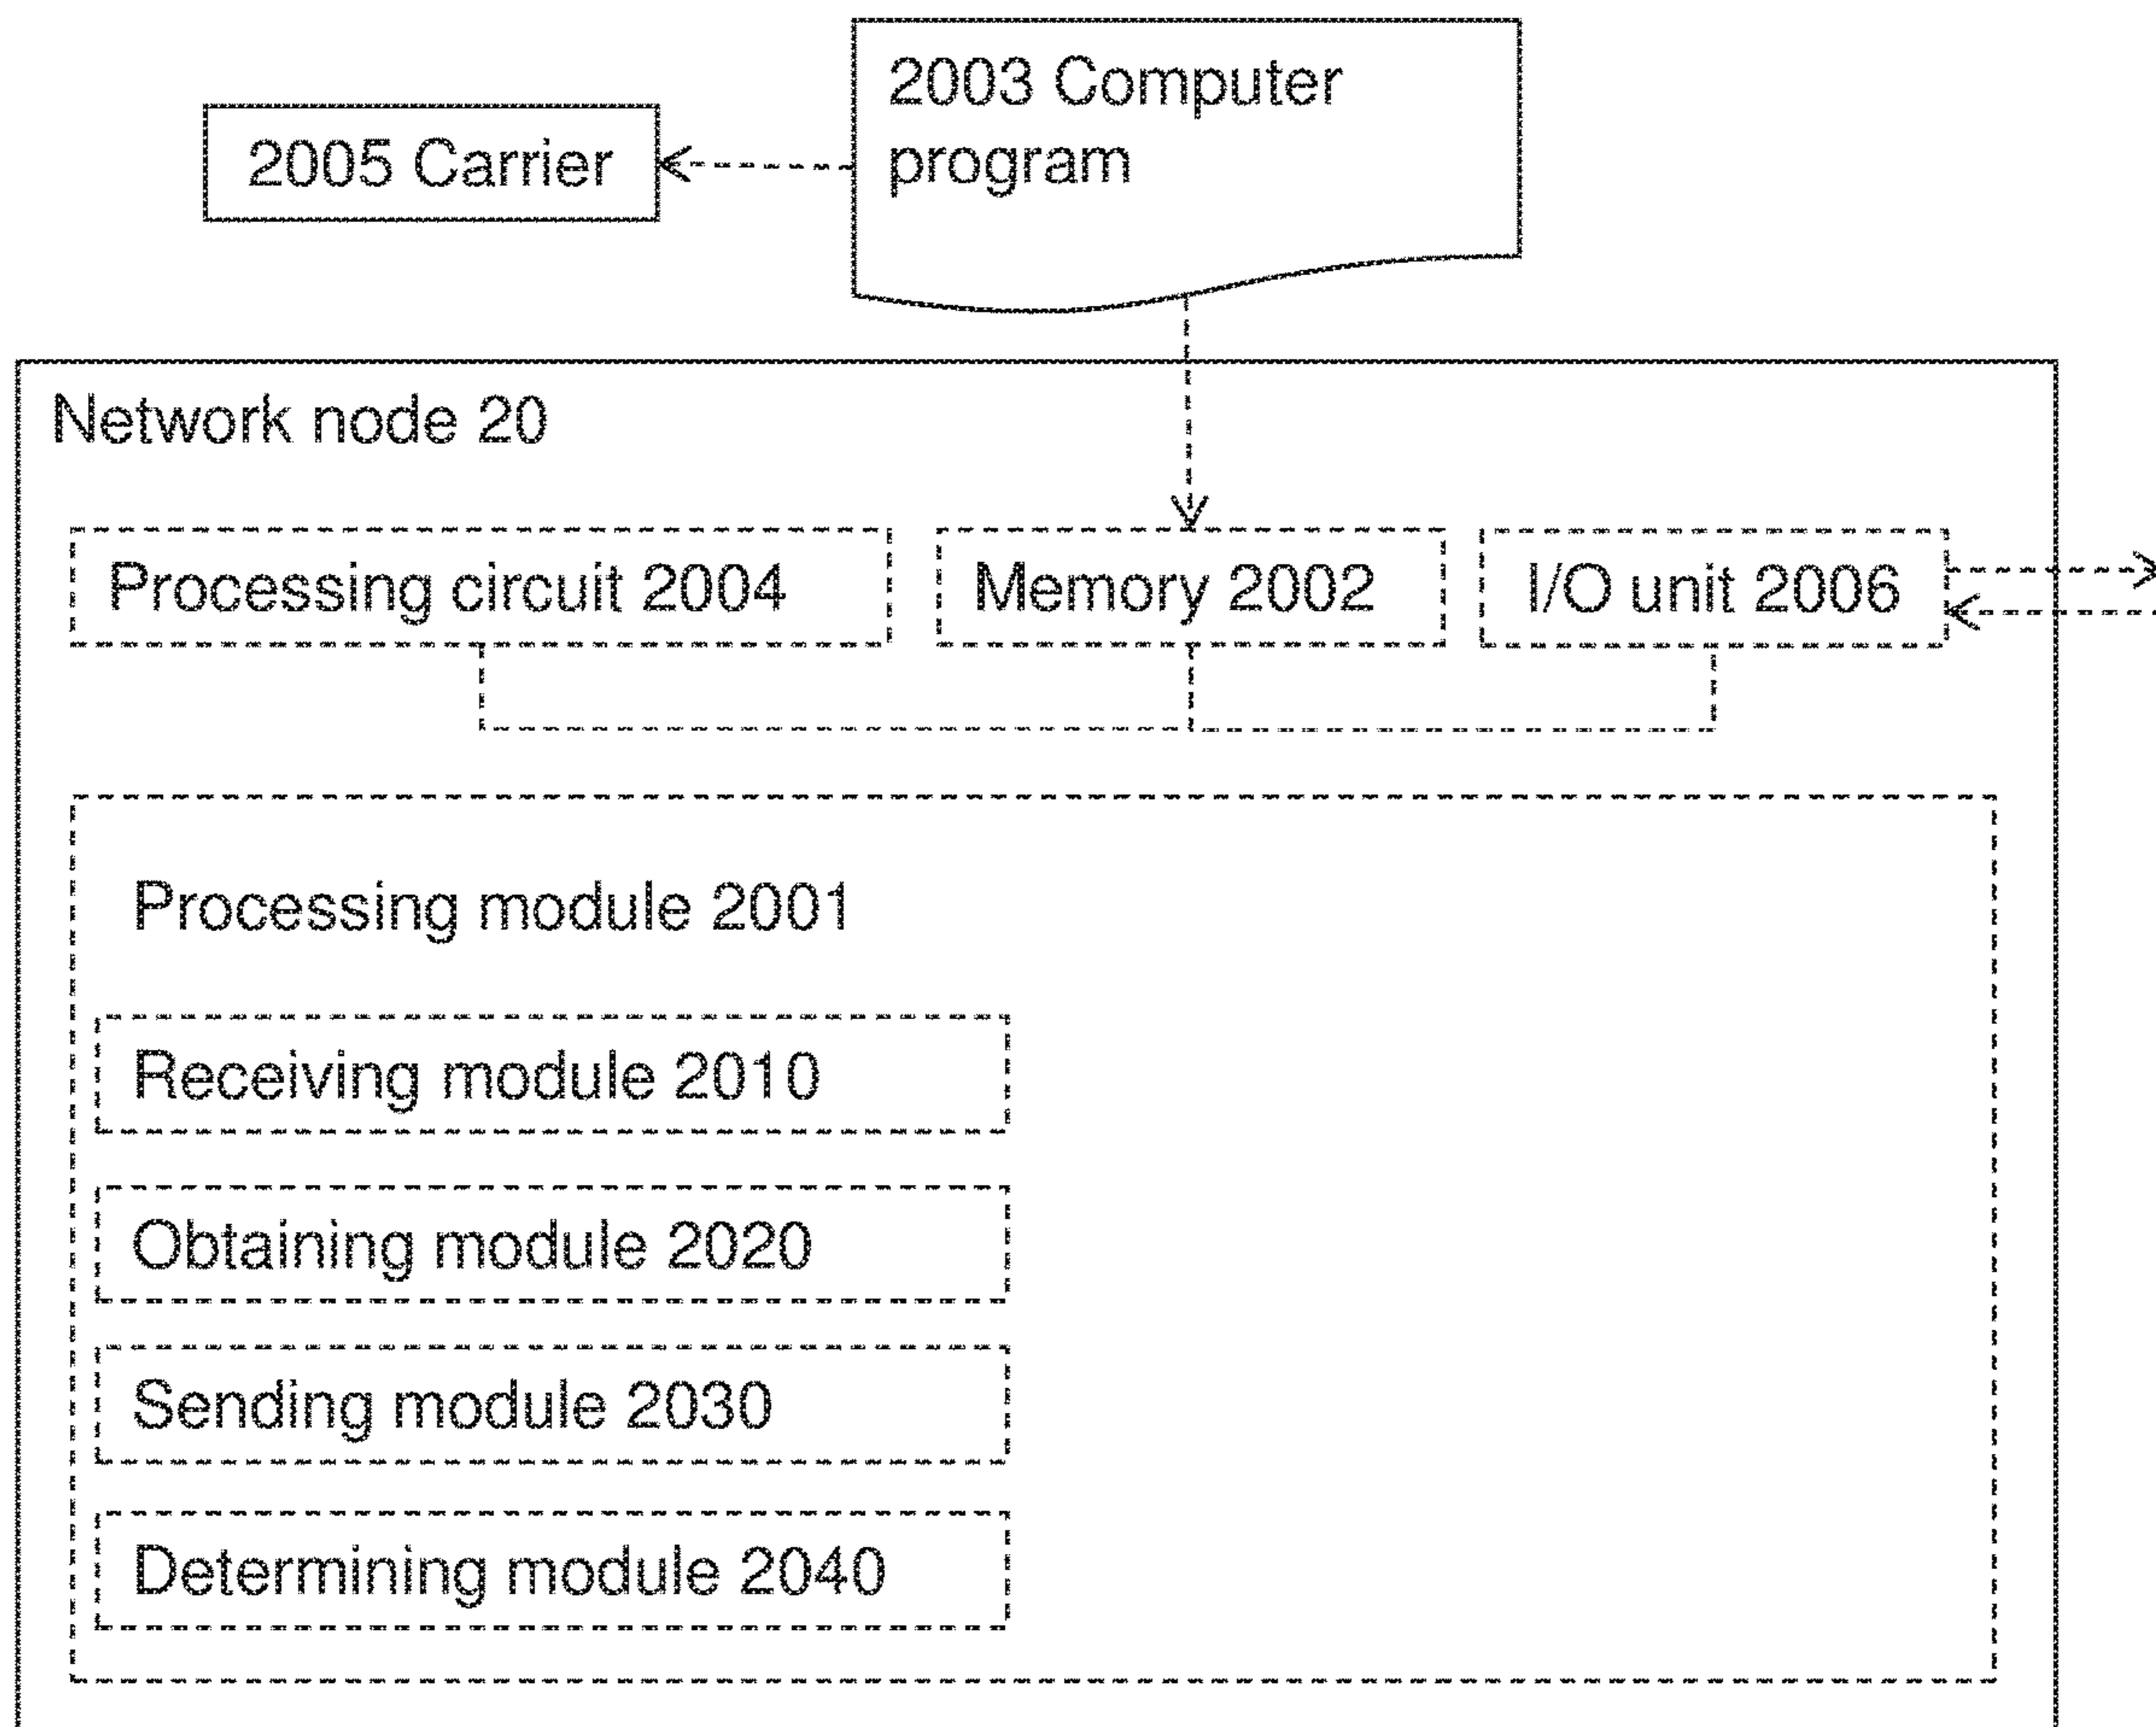 2003 Computer
program
2005 Carrier
Network node 20
Processing circuit 2004
Memory 2002
I/O unit 2006
Processing module 2001
Receiving module 2010
Obtaining module 2020
Sending module 2030
Determining module 2040